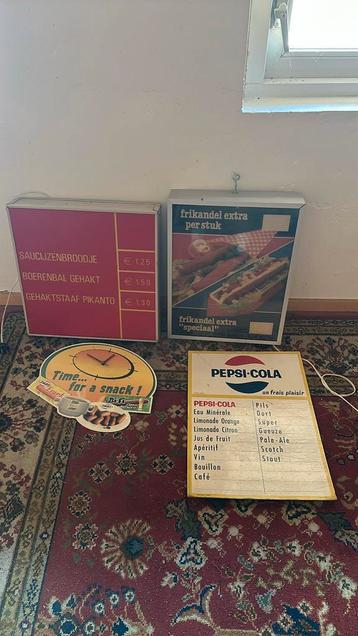 SAUCIJZENBROODJE € 1.25
BOERENBAL GEHAKT € 1.50
GEHAKTSTAAF PIKANTO € 1.30
frikandel extra
per stuk
frikandel extra
"speciaal"
Time...
for a snack!
PEPSI-COLA
un frais plaisir
PEPSI-COLA Pils
Eau Minérale Oort
Limonade Orange Super
Limonade Citron Gueuze
Jus de Fruit Pale-Ale
Apéritif Scotch
Vin Stout
Bouillon
Café